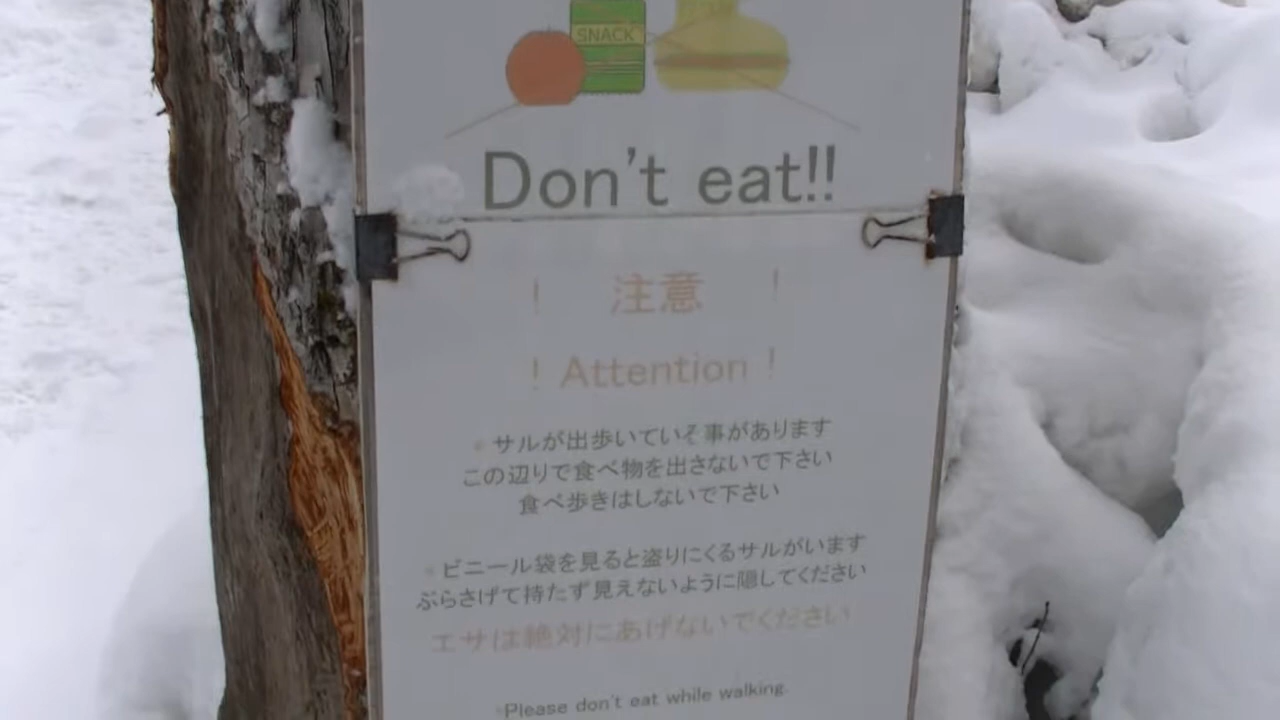 SNACK
Don't eat!!
! 注意 !
! Attention !
サルが出歩いていそ事があります
この辺りで食べ物を出さないで下さい
食べ歩きはしないで下さい
ビニール袋を見ると盗りにくるサルがいます
ぶらさげて持たず見えないように隠してください
エサは絶対にあげないでください
Please don't eat while walking.